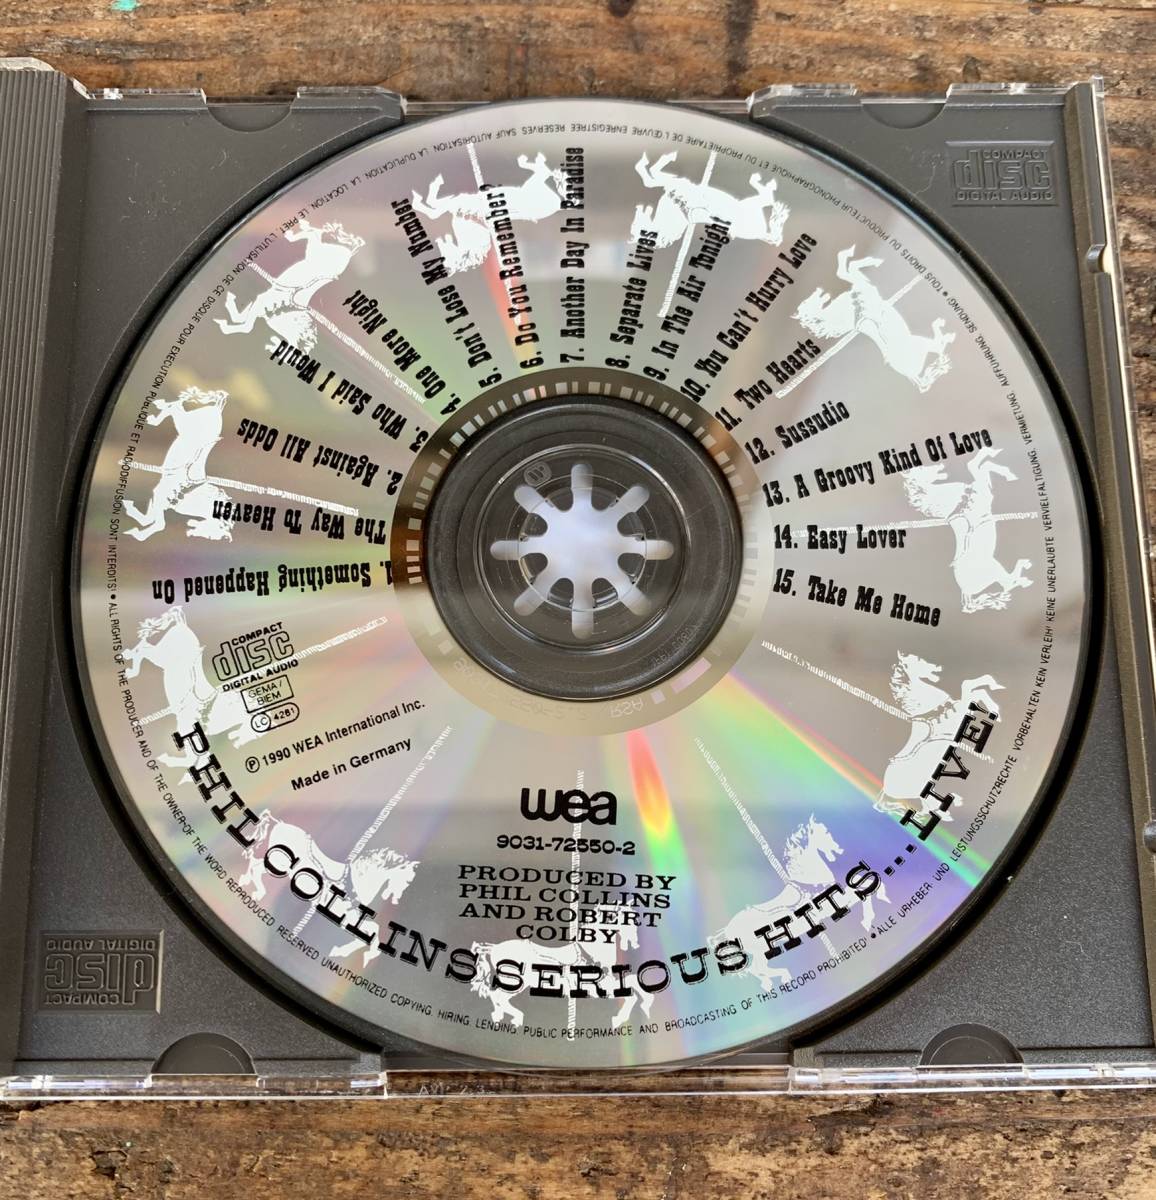 1. Something Happened On
The Way To Heaven
2. Against All Odds
3. Who Said I Would
4. One More Night
5. Don't Lose My Number
6. Do You Remember?
7. Another Day In Paradise
8. Separate Lives
9. In The Air Tonight
10. You Can't Hurry Love
11. Two Hearts
12. Sussudio
13. A Groovy Kind Of Love
14. Easy Lover
15. Take Me Home
COMPACT
disc
DIGITAL AUDIO
GEMA/
BIEM
LC 4281
℗ 1990 WEA International Inc.
Made in Germany
wea
9031-72550-2
PRODUCED BY
PHIL COLLINS
AND ROBERT
COLBY
PHIL COLLINS SERIOUS HITS... LIVE!
• ALL RIGHTS OF THE PRODUCER AND OF THE OWNER OF THE WORD REPRODUCED RESERVED. UNAUTHORIZED COPYING, HIRING, LENDING, PUBLIC PERFORMANCE AND BROADCASTING OF THIS RECORD PROHIBITED!
• ALLE URHEBER- UND LEISTUNGSSCHUTZRECHTE VORBEHALTEN. KEIN VERLEIH! KEINE UNERLAUBTE VERVIELFÄLTIGUNG, VERMIETUNG, AUFFÜHRUNG, SENDUNG!
• TOUS DROITS DU PRODUCTEUR PHONOGRAPHIQUE ET DU PROPRIETAIRE DE L'ŒUVRE ENREGISTREE RESERVES. SAUF AUTORISATION, LA DUPLICATION, LA LOCATION, LE PRET, L'UTILISATION DE CE DISQUE POUR EXECUTION PUBLIQUE ET RADIODIFFUSION SONT INTERDITS!
COMPACT
disc
DIGITAL AUDIO
COMPACT
disc
DIGITAL AUDIO